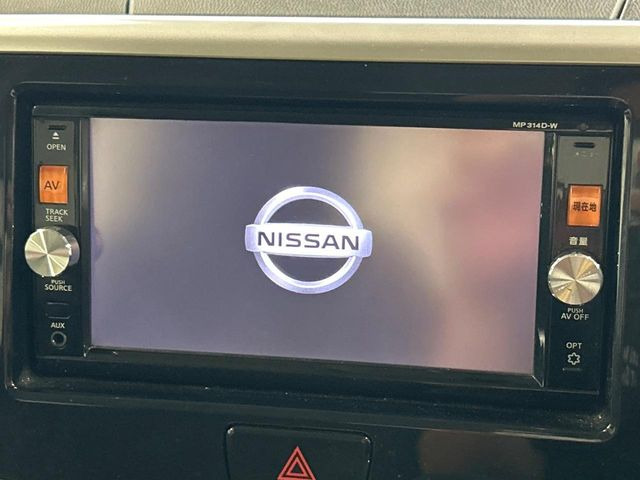 MP314D-W
OPEN
AV
TRACK
SEEK
PUSH
SOURCE
AUX
NISSAN
現在地
音量
PUSH
AV OFF
OPT